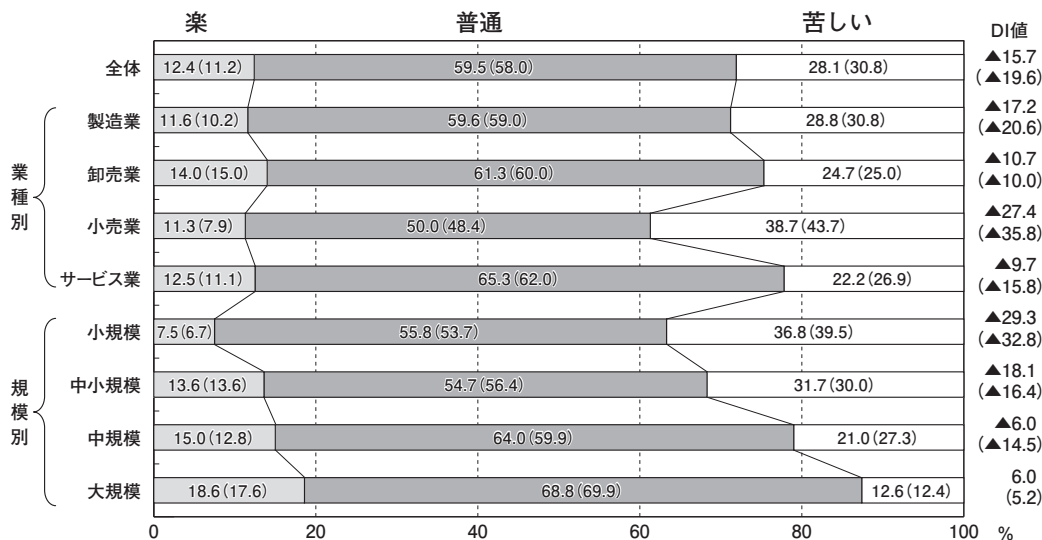 楽 普通 苦しい DI値
全体 12.4(11.2) 59.5(58.0) 28.1(30.8) ▲15.7
(▲19.6)
業種別
製造業 11.6(10.2) 59.6(59.0) 28.8(30.8) ▲17.2
(▲20.6)
卸売業 14.0(15.0) 61.3(60.0) 24.7(25.0) ▲10.7
(▲10.0)
小売業 11.3(7.9) 50.0(48.4) 38.7(43.7) ▲27.4
(▲35.8)
サービス業 12.5(11.1) 65.3(62.0) 22.2(26.9) ▲9.7
(▲15.8)
規模別
小規模 7.5(6.7) 55.8(53.7) 36.8(39.5) ▲29.3
(▲32.8)
中小規模 13.6(13.6) 54.7(56.4) 31.7(30.0) ▲18.1
(▲16.4)
中規模 15.0(12.8) 64.0(59.9) 21.0(27.3) ▲6.0
(▲14.5)
大規模 18.6(17.6) 68.8(69.9) 12.6(12.4) 6.0
(5.2)
0 20 40 60 80 100 %